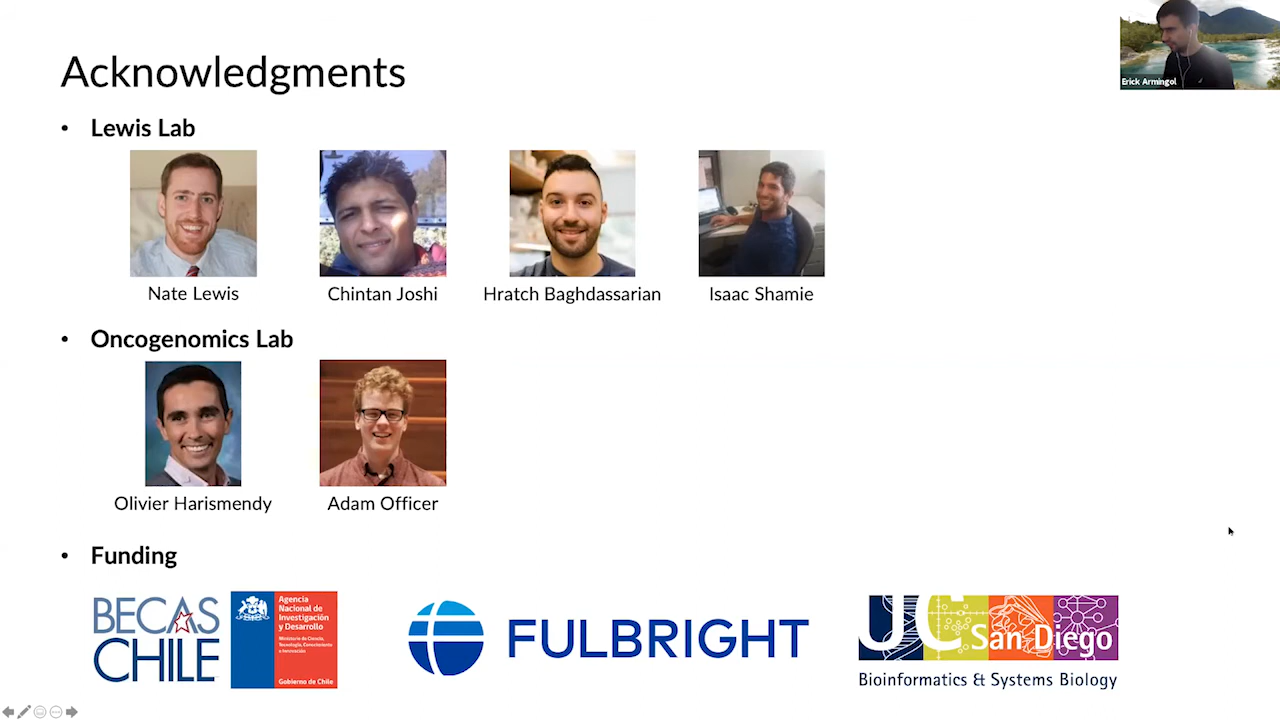 Acknowledgments
Erick Armingol
• Lewis Lab
Nate Lewis
Chintan Joshi
Hratch Baghdassarian
Isaac Shamie
• Oncogenomics Lab
Olivier Harismendy
Adam Officer
• Funding
BECAS
CHILE
Agencia
Nacional de
Investigación
y Desarrollo
Ministerio de Ciencia,
Tecnología, Conocimiento
e Innovación
Gobierno de Chile
FULBRIGHT
UC San Diego
Bioinformatics & Systems Biology